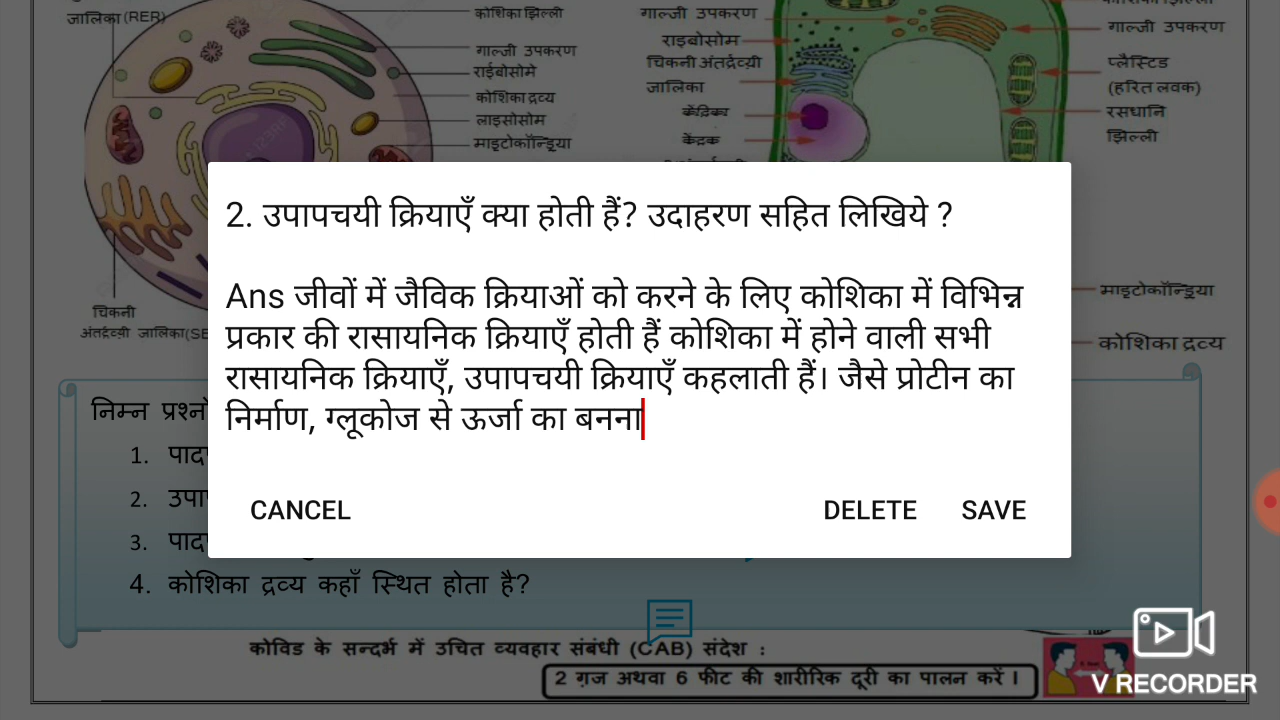 जालिका (RER)
कोशिका झिल्ली
गाल्जी उपकरण
राईबोसोमे
कोशिका द्रव्य
लाइसोसोम
माइटोकॉन्ड्रिया
चिकनी
अंतर्द्रव्यी जालिका(SE
गाल्जी उपकरण
राइबोसोम
चिकनी अंतर्द्रव्यी
जालिका
केंद्रिका
केंद्रक
गाल्जी उपकरण
प्लैस्टिड
(हरित लवक)
रसधानि
झिल्ली
माइटोकॉन्ड्रिया
कोशिका द्रव्य
2. उपापचयी क्रियाएँ क्या होती हैं? उदाहरण सहित लिखिये ?
Ans जीवों में जैविक क्रियाओं को करने के लिए कोशिका में विभिन्न
प्रकार की रासायनिक क्रियाएँ होती हैं कोशिका में होने वाली सभी
रासायनिक क्रियाएँ, उपापचयी क्रियाएँ कहलाती हैं। जैसे प्रोटीन का
निर्माण, ग्लूकोज से ऊर्जा का बनना
CANCEL DELETE SAVE
निम्न प्रश्नों
1. पाद
2. उपा
3. पाद
4. कोशिका द्रव्य कहाँ स्थित होता है?
कोविड के सन्दर्भ में उचित व्यवहार संबंधी (CAB) संदेश :
2 ग़ज अथवा 6 फीट की शारीरिक दूरी का पालन करें ।
V RECORDER